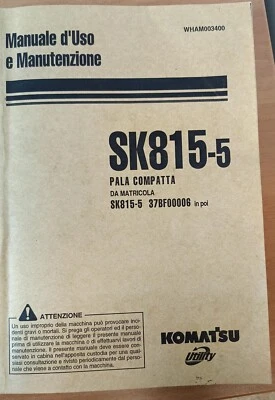 WHAM003400
Manuale d'Uso
e Manutenzione
SK815-5
PALA COMPATTA
DA MATRICOLA
SK815-5 37BF00006 in poi
ATTENZIONE
Un uso improprio della macchina può provocare inci-
denti gravi o mortali. Si prega gli operatori ed il perso-
nale di manutenzione di leggere il presente manuale
prima di utilizzare la macchina o di effettuarvi lavori di
manutenzione. Il presente manuale deve essere con-
servato in cabina nell'apposita custodia per una qual-
siasi consultazione e rivisto periodicamente dal perso-
nale che viene a contatto con la macchina.
KOMATSU
Utility